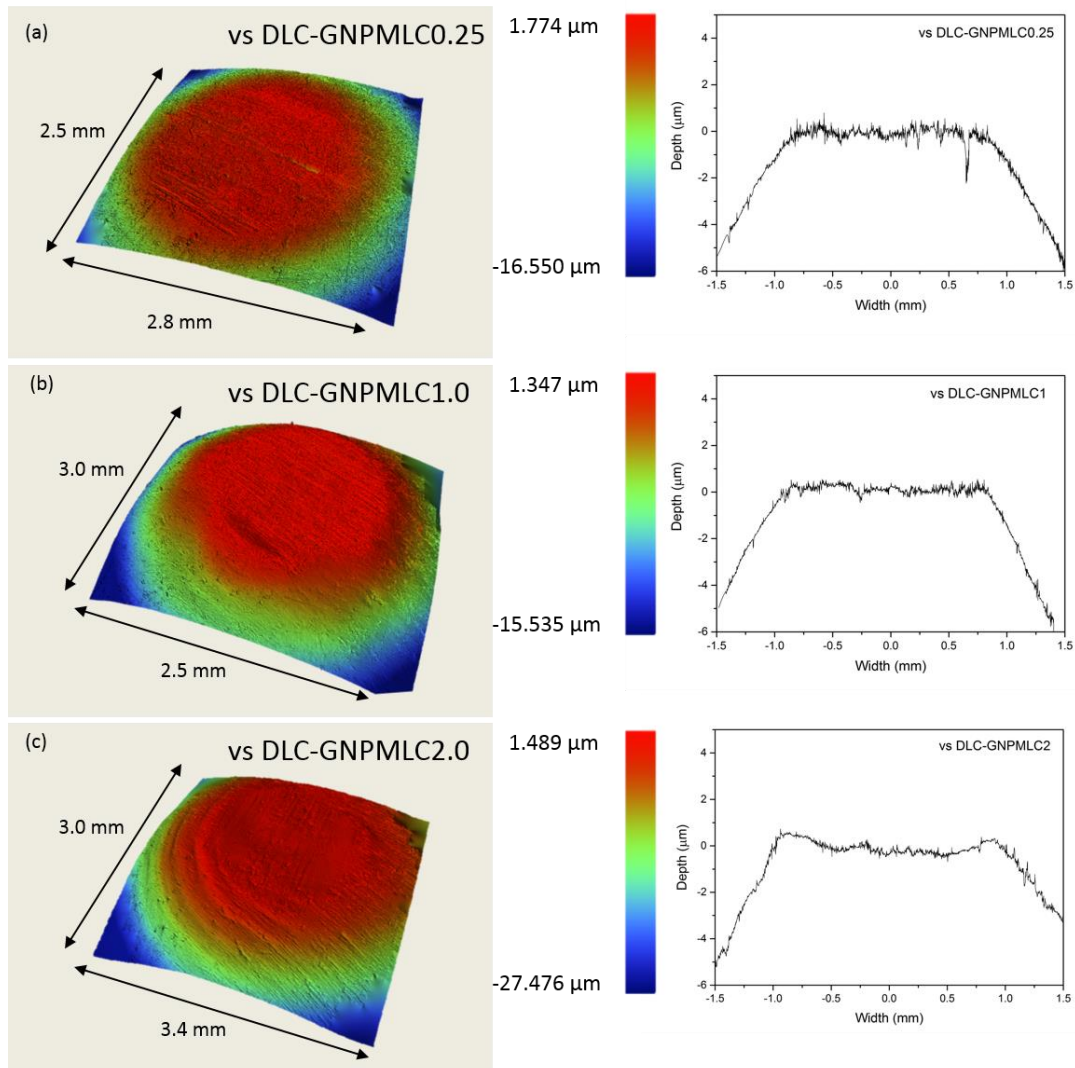 (a)
vs DLC-GNPMLC0.25
2.5 mm
2.8 mm
1.774 µm
-16.550 µm
vs DLC-GNPMLC0.25
Depth (µm)
4
2
0
-2
-4
-6
-1.5 -1.0 -0.5 0.0 0.5 1.0 1.5
Width (mm)
(b)
vs DLC-GNPMLC1.0
3.0 mm
2.5 mm
1.347 µm
-15.535 µm
vs DLC-GNPMLC1
Depth (µm)
4
2
0
-2
-4
-6
-1.5 -1.0 -0.5 0.0 0.5 1.0 1.5
Width (mm)
(c)
vs DLC-GNPMLC2.0
3.0 mm
3.4 mm
1.489 µm
-27.476 µm
vs DLC-GNPMLC2
Depth (µm)
4
2
0
-2
-4
-6
-1.5 -1.0 -0.5 0.0 0.5 1.0 1.5
Width (mm)